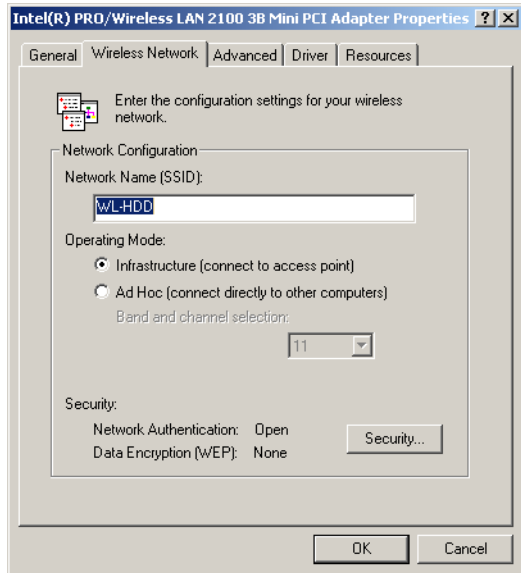 Intel(R) PRO/Wireless LAN 2100 3B Mini PCI Adapter Properties
General Wireless Network Advanced Driver Resources
Enter the configuration settings for your wireless
network.
Network Configuration
Network Name (SSID):
WL-HDD
Operating Mode:
Infrastructure (connect to access point)
Ad Hoc (connect directly to other computers)
Band and channel selection:
11
Security:
Network Authentication: Open
Data Encryption (WEP): None
Security...
OK Cancel